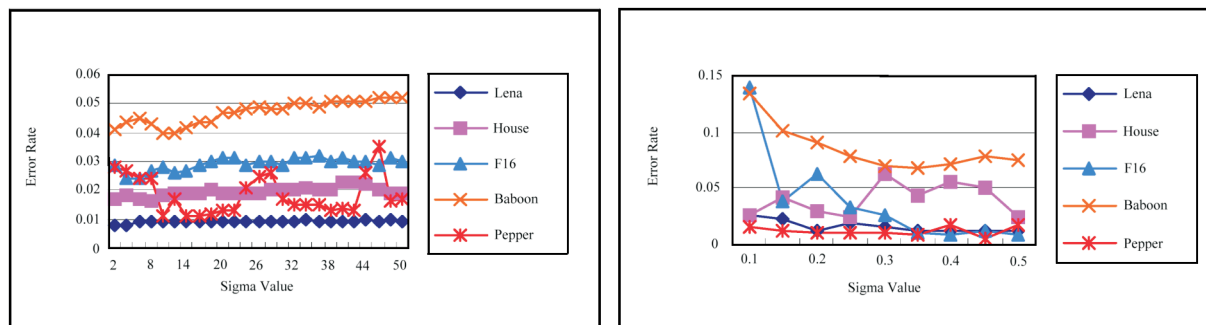 0.06
0.05
0.04
0.03
0.02
0.01
0
Error Rate
2 8 14 20 26 32 38 44 50
Sigma Value
Lena
House
F16
Baboon
Pepper
0.15
0.1
0.05
0
Error Rate
0.1 0.2 0.3 0.4 0.5
Sigma Value
Lena
House
F16
Baboon
Pepper